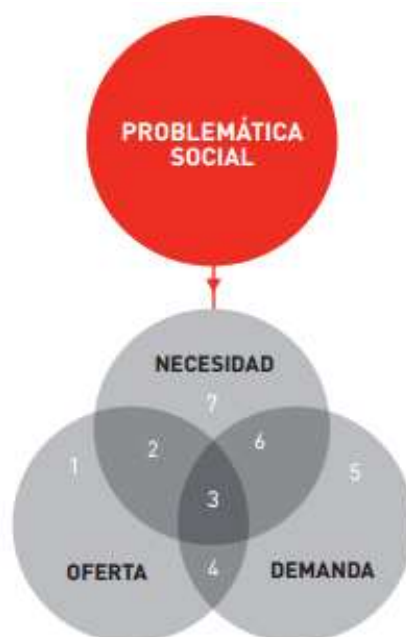 PROBLEMÁTICA
SOCIAL
NECESIDAD
7
1
2
6
5
3
OFERTA
4
DEMANDA